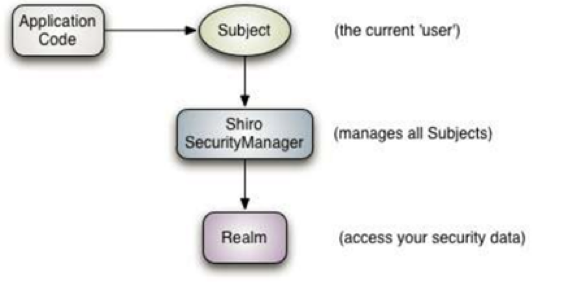 Application
Code
Subject
(the current 'user')
Shiro
SecurityManager
(manages all Subjects)
Realm
(access your security data)